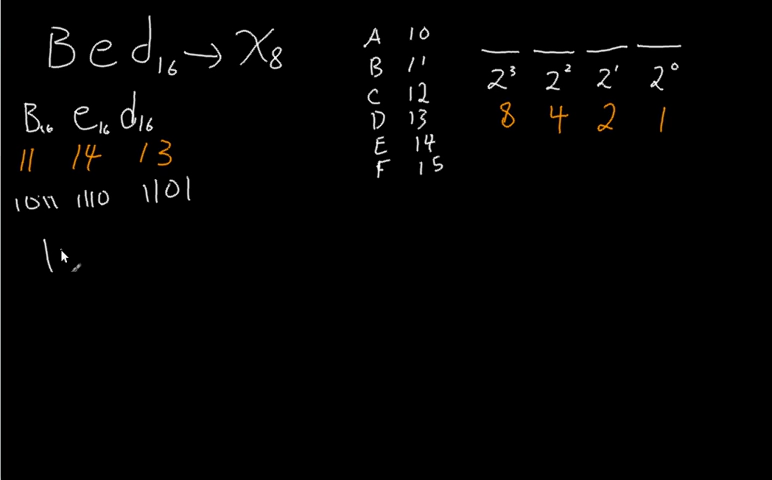 Bed₁₆ → X₈
B₁₆ e₁₆ d₁₆
11 14 13
1011 1110 1101
1
A 10
B 11
C 12
D 13
E 14
F 15
2³ 2² 2¹ 2⁰
8 4 2 1